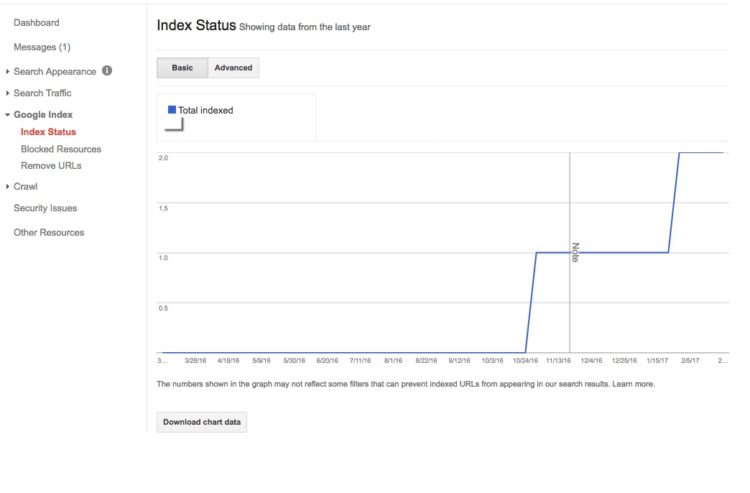 Dashboard
Messages (1)
Search Appearance
Search Traffic
Google Index
Index Status
Blocked Resources
Remove URLs
Crawl
Security Issues
Other Resources
Index Status Showing data from the last year
Basic Advanced
Total indexed
2.0
1.5
1.0
0.5
Note
3... 3/28/16 4/18/16 5/9/16 5/30/16 6/20/16 7/11/16 8/1/16 8/22/16 9/12/16 10/3/16 10/24/16 11/13/16 12/4/16 12/25/16 1/15/17 2/5/17 2...
The numbers shown in the graph may not reflect some filters that can prevent indexed URLs from appearing in our search results. Learn more.
Download chart data